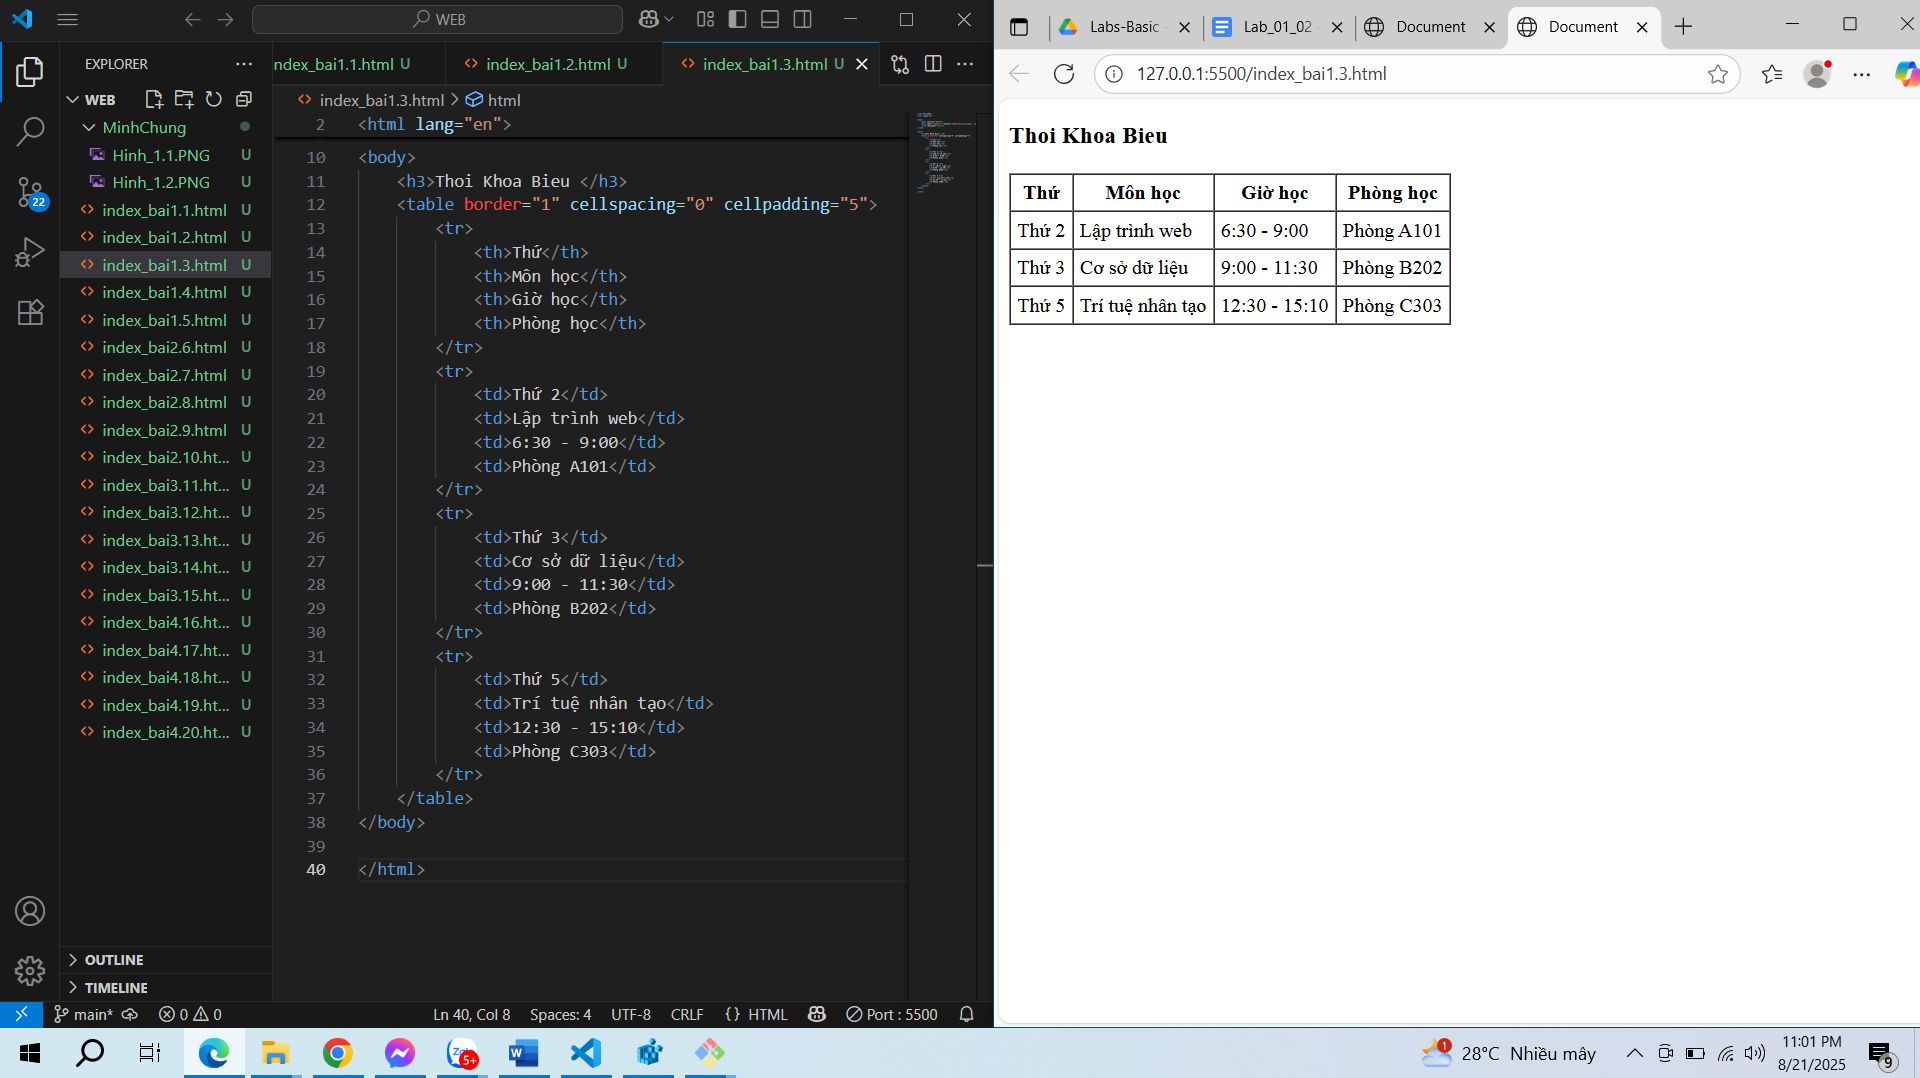 WEB
EXPLORER
WEB
MinhChung
Hinh_1.1.PNG U
Hinh_1.2.PNG U
index_bai1.1.html U
index_bai1.2.html U
index_bai1.3.html U
index_bai1.4.html U
index_bai1.5.html U
index_bai2.6.html U
index_bai2.7.html U
index_bai2.8.html U
index_bai2.9.html U
index_bai2.10.ht... U
index_bai3.11.ht... U
index_bai3.12.ht... U
index_bai3.13.ht... U
index_bai3.14.ht... U
index_bai3.15.ht... U
index_bai4.16.ht... U
index_bai4.17.ht... U
index_bai4.18.ht... U
index_bai4.19.ht... U
index_bai4.20.ht... U
22
OUTLINE
TIMELINE
ndex_bai1.1.html U
index_bai1.2.html U
index_bai1.3.html U
index_bai1.3.html > html
2 <html lang="en">
10 <body>
11 <h3>Thoi Khoa Bieu </h3>
12 <table border="1" cellspacing="0" cellpadding="5">
13 <tr>
14 <th>Thứ</th>
15 <th>Môn học</th>
16 <th>Giờ học</th>
17 <th>Phòng học</th>
18 </tr>
19 <tr>
20 <td>Thứ 2</td>
21 <td>Lập trình web</td>
22 <td>6:30 - 9:00</td>
23 <td>Phòng A101</td>
24 </tr>
25 <tr>
26 <td>Thứ 3</td>
27 <td>Cơ sở dữ liệu</td>
28 <td>9:00 - 11:30</td>
29 <td>Phòng B202</td>
30 </tr>
31 <tr>
32 <td>Thứ 5</td>
33 <td>Trí tuệ nhân tạo</td>
34 <td>12:30 - 15:10</td>
35 <td>Phòng C303</td>
36 </tr>
37 </table>
38 </body>
39
40 </html>
main* 0 0 Ln 40, Col 8 Spaces: 4 UTF-8 CRLF {} HTML Port : 5500
Labs-Basic
Lab_01_02
Document
Document
127.0.0.1:5500/index_bai1.3.html
Thoi Khoa Bieu
Thứ Môn học Giờ học Phòng học
Thứ 2 Lập trình web 6:30 - 9:00 Phòng A101
Thứ 3 Cơ sở dữ liệu 9:00 - 11:30 Phòng B202
Thứ 5 Trí tuệ nhân tạo 12:30 - 15:10 Phòng C303
5+
1
28°C Nhiều mây
11:01 PM
8/21/2025
9